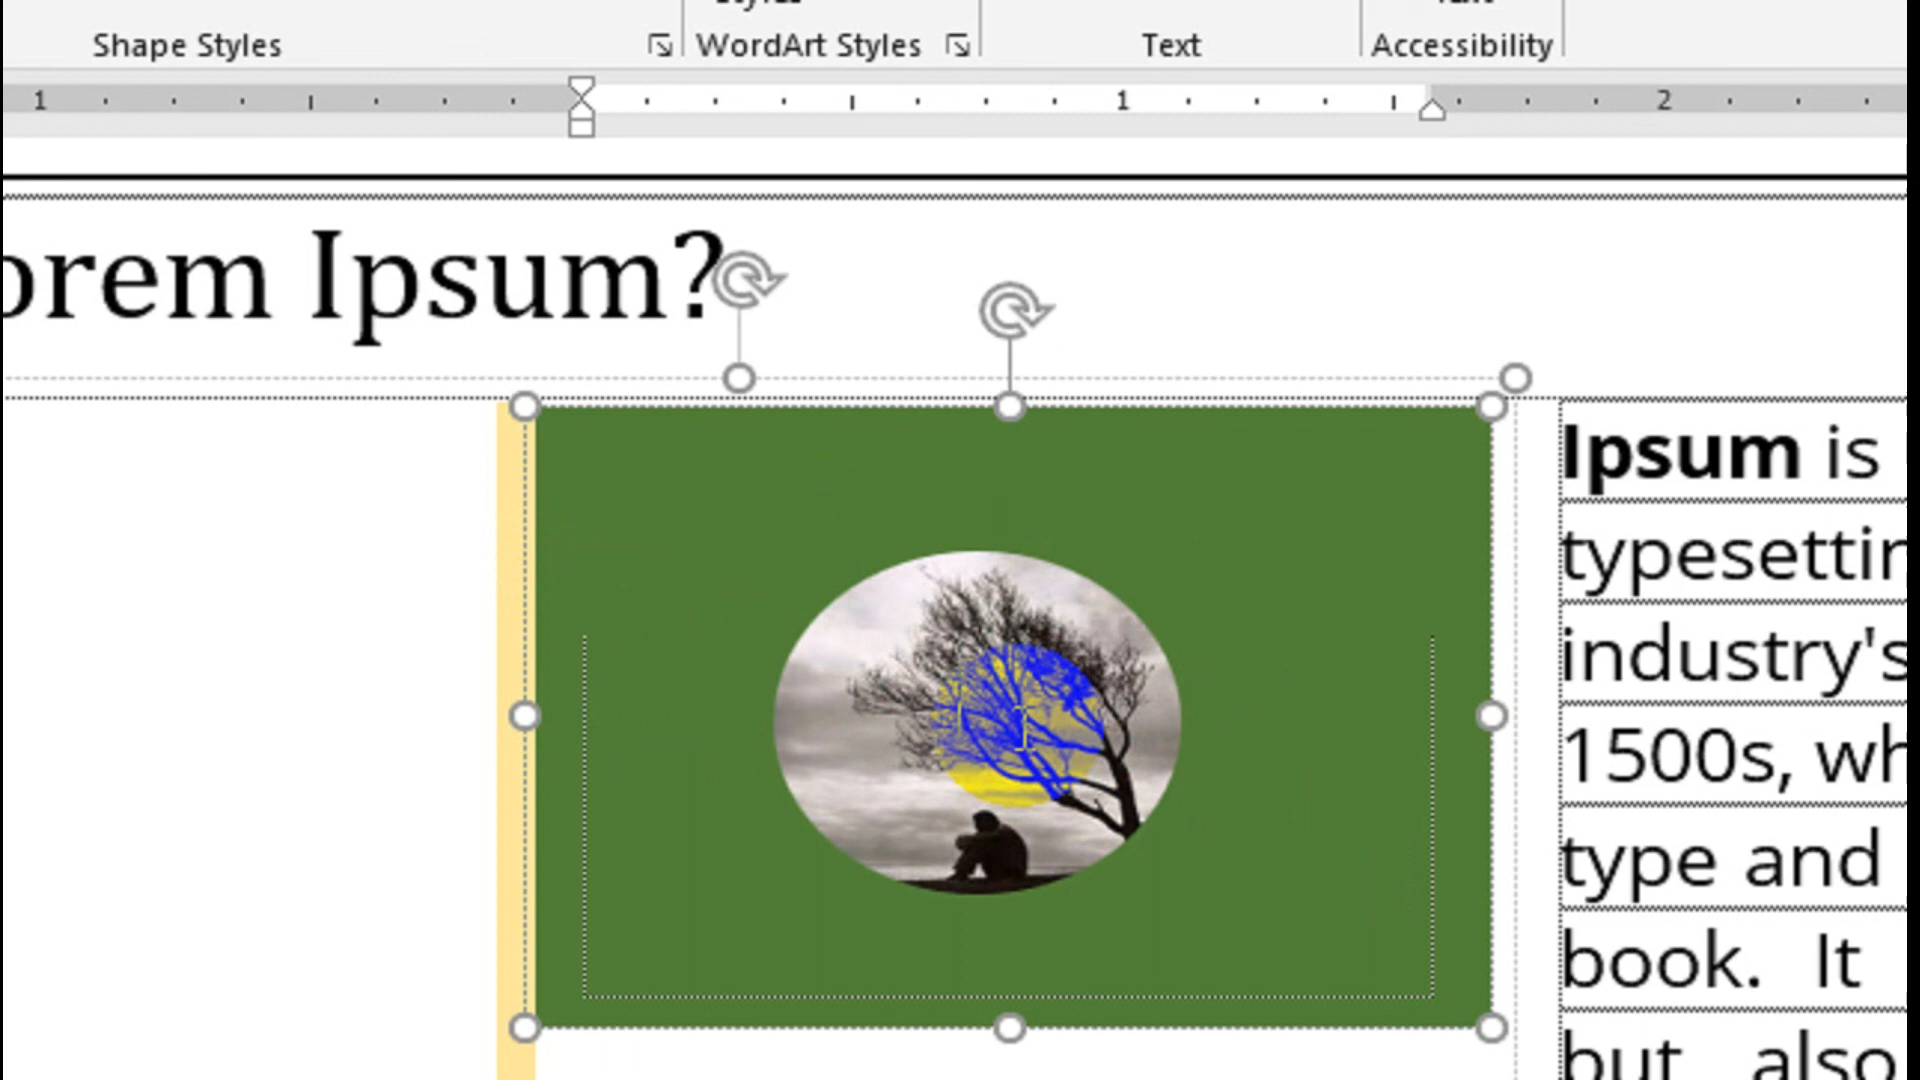 Shape Styles
WordArt Styles
Text
Accessibility
1 1 2
orem Ipsum?
Ipsum is
typesettin
industry's
1500s, wh
type and
book. It
but also